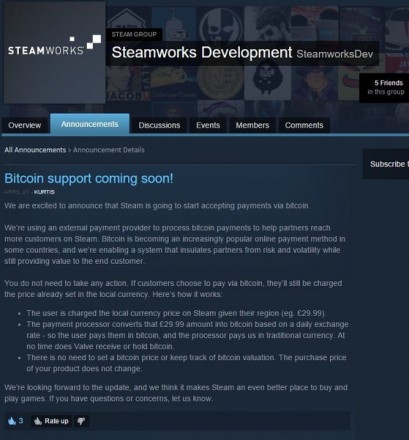 STEAMWORKS
STEAM GROUP
Steamworks Development SteamworksDev
5 Friends
in this group
Overview Announcements Discussions Events Members Comments
All Announcements > Announcement Details
Subscribe
Bitcoin support coming soon!
APRIL 21 - KURTIS
We are excited to announce that Steam is going to start accepting payments via bitcoin.
We're using an external payment provider to process bitcoin payments to help partners reach
more customers on Steam. Bitcoin is becoming an increasingly popular online payment method in
some countries, and we're enabling a system that insulates partners from risk and volatility while
still providing value to the end customer.
You do not need to take any action. If customers choose to pay via bitcoin, they'll still be charged
the price already set in the local currency. Here's how it works:
• The user is charged the local currency price on Steam given their region (eg. £29.99).
• The payment processor converts that £29.99 amount into bitcoin based on a daily exchange
rate - so the user pays them in bitcoin, and the processor pays us in traditional currency. At
no time does Valve receive or hold bitcoin.
• There is no need to set a bitcoin price or keep track of bitcoin valuation. The purchase price
of your product does not change.
We're looking forward to the update, and we think it makes Steam an even better place to buy and
play games. If you have questions or concerns, let us know.
3 Rate up